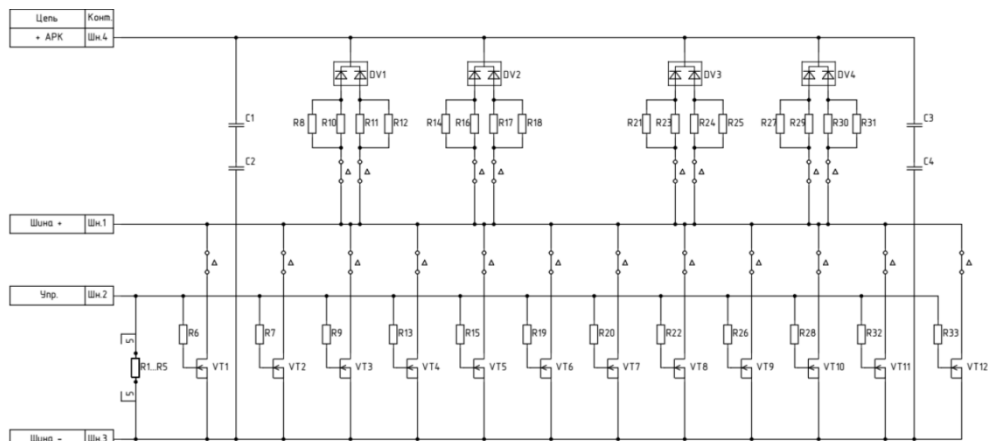 Цепь Конт.
+ АРК Шн.4
DV1 DV2 DV3 DV4
C1 R8 R10 R11 R12 R14 R16 R17 R18 R21 R23 R24 R25 R27 R29 R30 R31 C3
C2 Δ Δ Δ Δ Δ Δ Δ Δ C4
Шина + Шн.1
Δ Δ Δ Δ Δ Δ Δ Δ Δ Δ Δ Δ
Упр. Шн.2
5 R6 R7 R9 R13 R15 R19 R20 R22 R26 R28 R32 R33
R1...R5 VT1 VT2 VT3 VT4 VT5 VT6 VT7 VT8 VT9 VT10 VT11 VT12
5
Шина - Шн.3